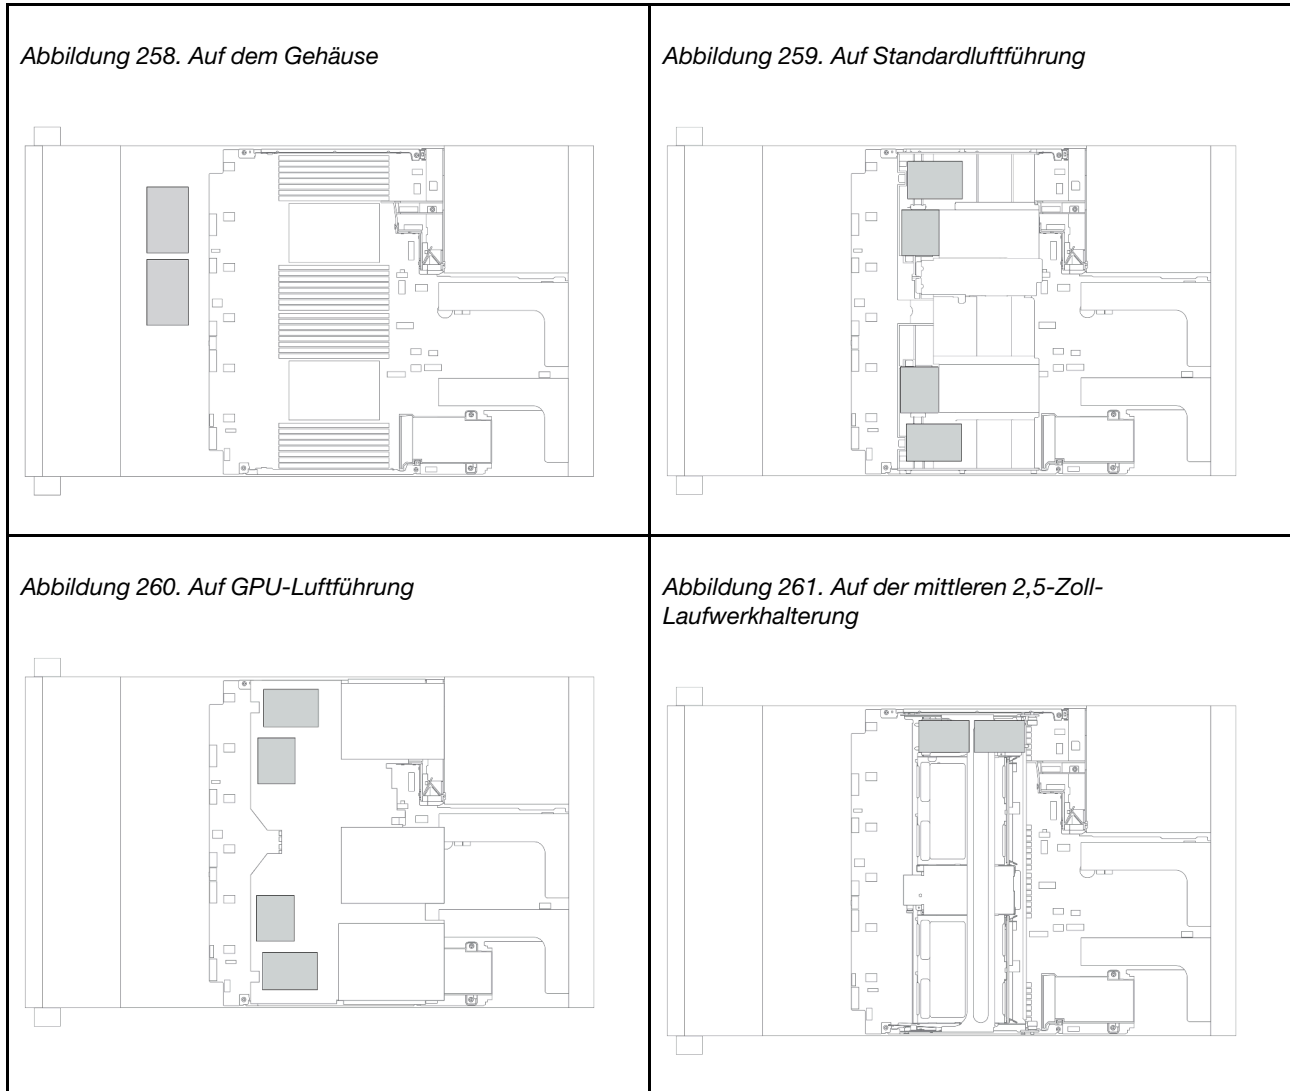 Abbildung 258. Auf dem Gehäuse
Abbildung 259. Auf Standardluftführung
Abbildung 260. Auf GPU-Luftführung
Abbildung 261. Auf der mittleren 2,5-Zoll-
Laufwerkhalterung